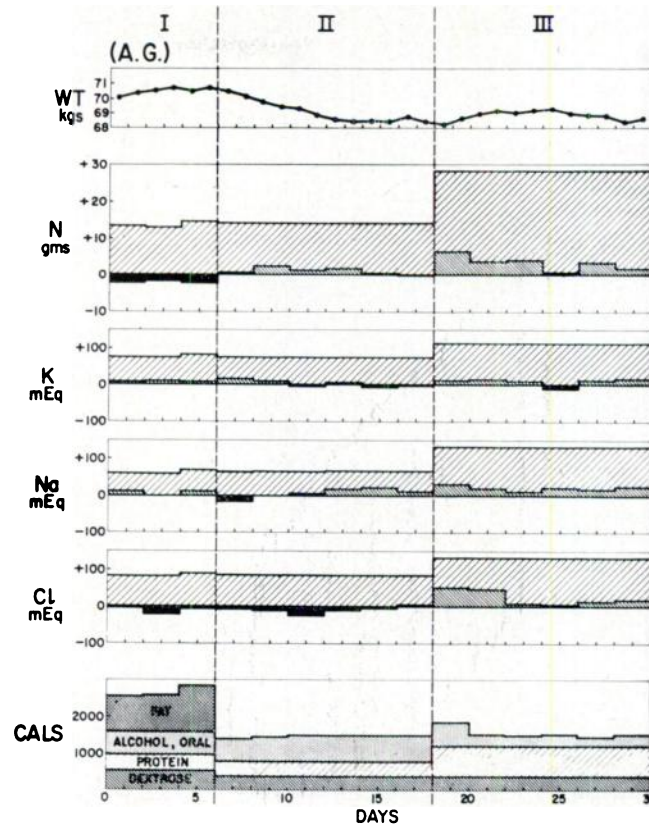 I II III
(A.G.)
WT
kgs
71
70
69
68
+30
+20
+10
0
-10
N
gms
+100
0
-100
K
mEq
+100
0
-100
Na
mEq
+100
0
-100
Cl
mEq
2000
1000
CALS
FAT
ALCOHOL, ORAL
PROTEIN
DEXTROSE
0 5 10 15 20 25 30
DAYS